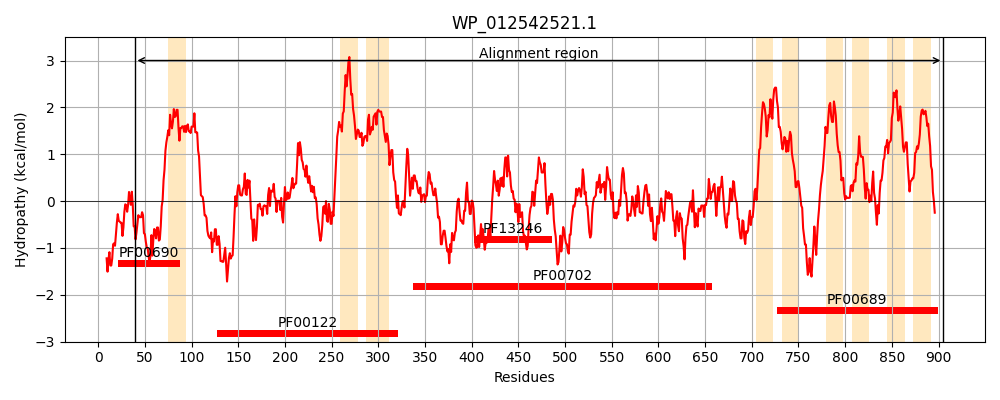 WP_012542521.1
Alignment region
Hydropathy (kcal/mol)
3
2
1
0
−1
−2
−3
PF13246
PF00690
PF00702
PF00689
PF00122
0 50 100 150 200 250 300 350 400 450 500 550 600 650 700 750 800 850 900
Residues